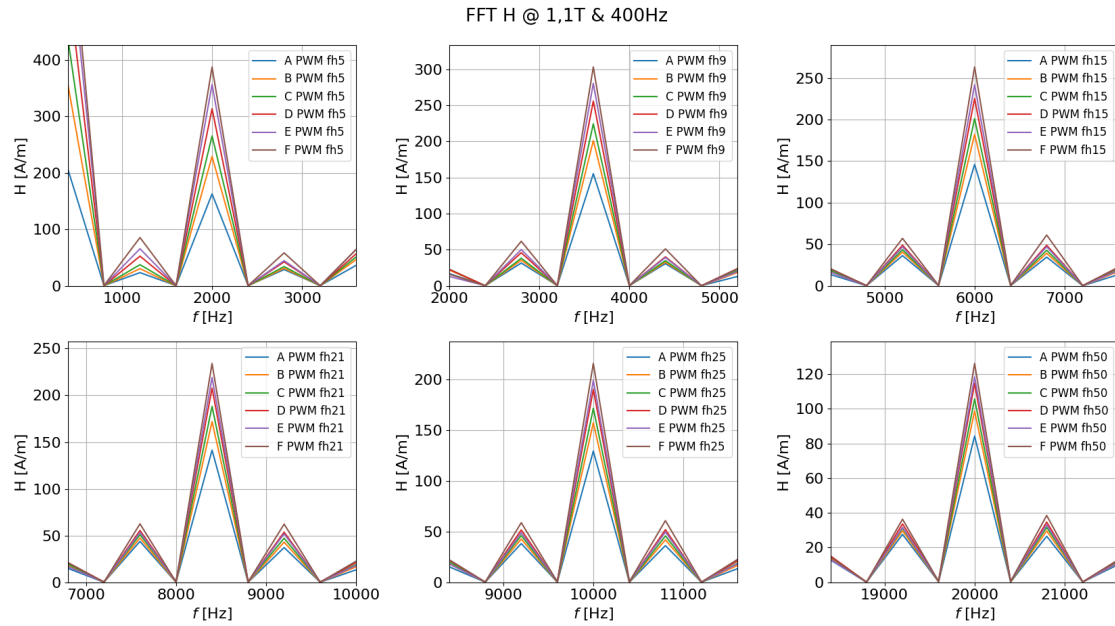 FFT H @ 1,1T & 400Hz
H [A/m]
400
300
200
100
0
1000
2000
3000
f [Hz]
A PWM fh5
B PWM fh5
C PWM fh5
D PWM fh5
E PWM fh5
F PWM fh5
H [A/m]
300
250
200
150
100
50
0
2000
3000
4000
5000
f [Hz]
A PWM fh9
B PWM fh9
C PWM fh9
D PWM fh9
E PWM fh9
F PWM fh9
H [A/m]
250
200
150
100
50
0
5000
6000
7000
f [Hz]
A PWM fh15
B PWM fh15
C PWM fh15
D PWM fh15
E PWM fh15
F PWM fh15
H [A/m]
250
200
150
100
50
0
7000
8000
9000
10000
f [Hz]
A PWM fh21
B PWM fh21
C PWM fh21
D PWM fh21
E PWM fh21
F PWM fh21
H [A/m]
200
150
100
50
0
9000
10000
11000
f [Hz]
A PWM fh25
B PWM fh25
C PWM fh25
D PWM fh25
E PWM fh25
F PWM fh25
H [A/m]
120
100
80
60
40
20
0
19000
20000
21000
f [Hz]
A PWM fh50
B PWM fh50
C PWM fh50
D PWM fh50
E PWM fh50
F PWM fh50